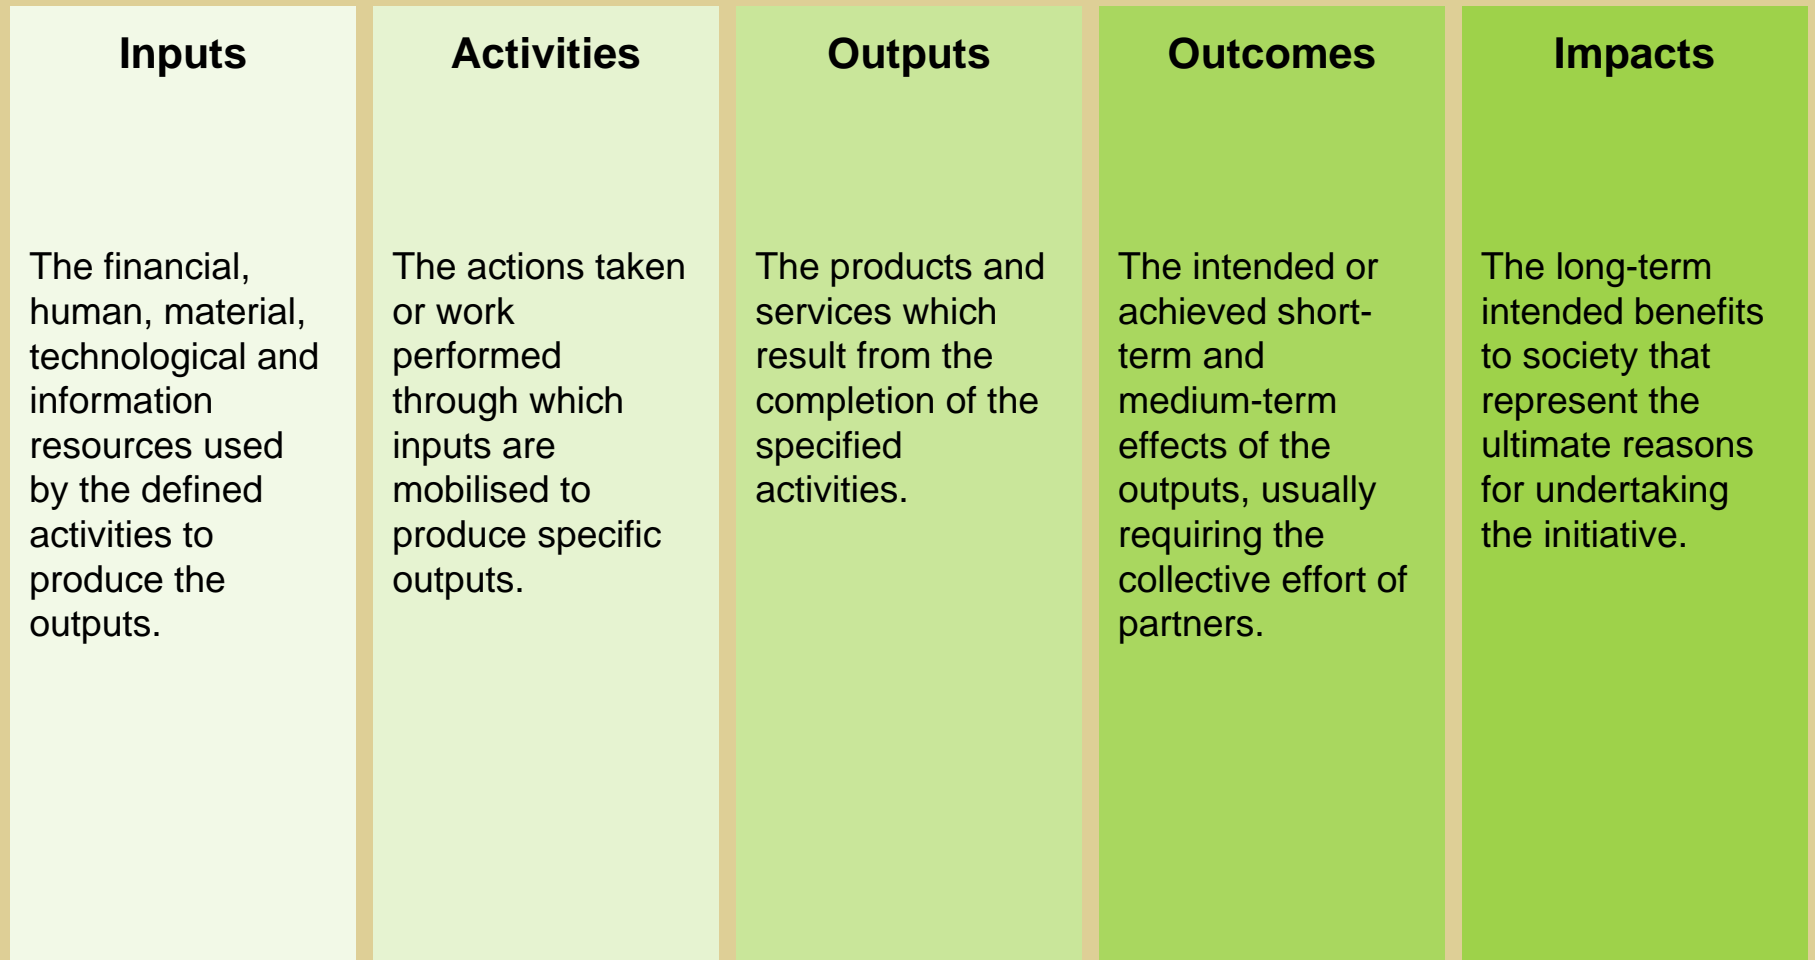 Inputs
The financial,
human, material,
technological and
information
resources used
by the defined
activities to
produce the
outputs.
Activities
The actions taken
or work
performed
through which
inputs are
mobilised to
produce specific
outputs.
Outputs
The products and
services which
result from the
completion of the
specified
activities.
Outcomes
The intended or
achieved short-
term and
medium-term
effects of the
outputs, usually
requiring the
collective effort of
partners.
Impacts
The long-term
intended benefits
to society that
represent the
ultimate reasons
for undertaking
the initiative.